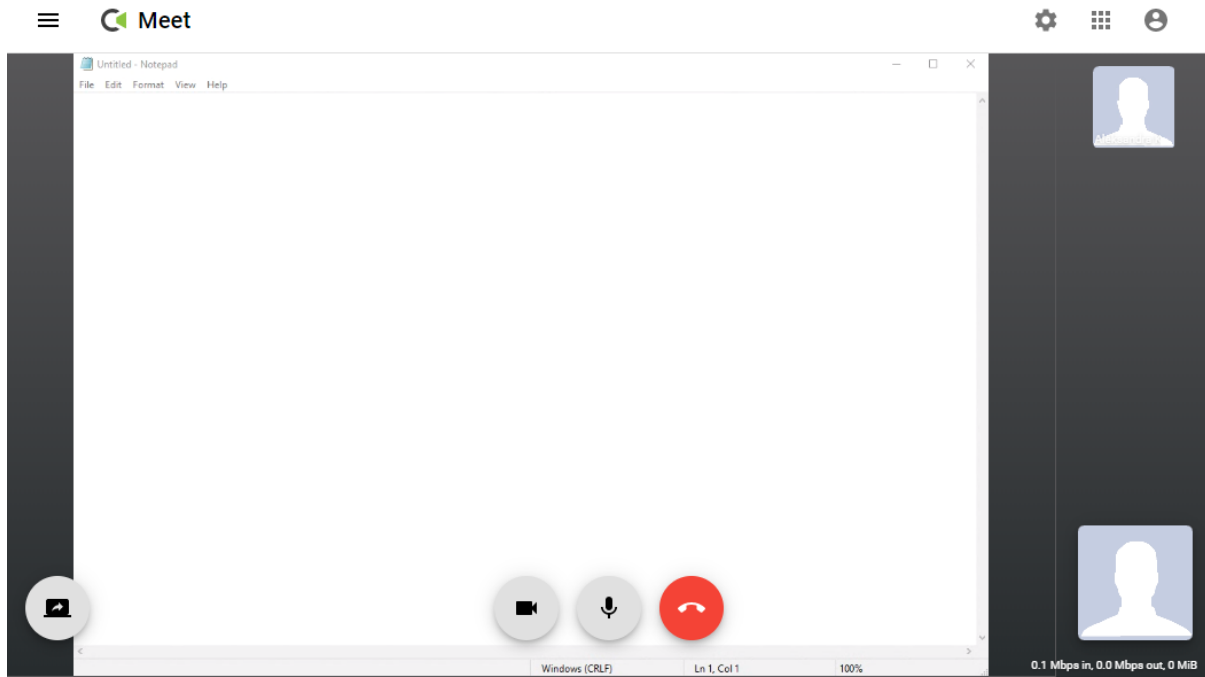 Meet
Untitled - Notepad
File Edit Format View Help
Windows (CRLF) Ln 1, Col 1 100%
0.1 Mbps in, 0.0 Mbps out, 0 MiB